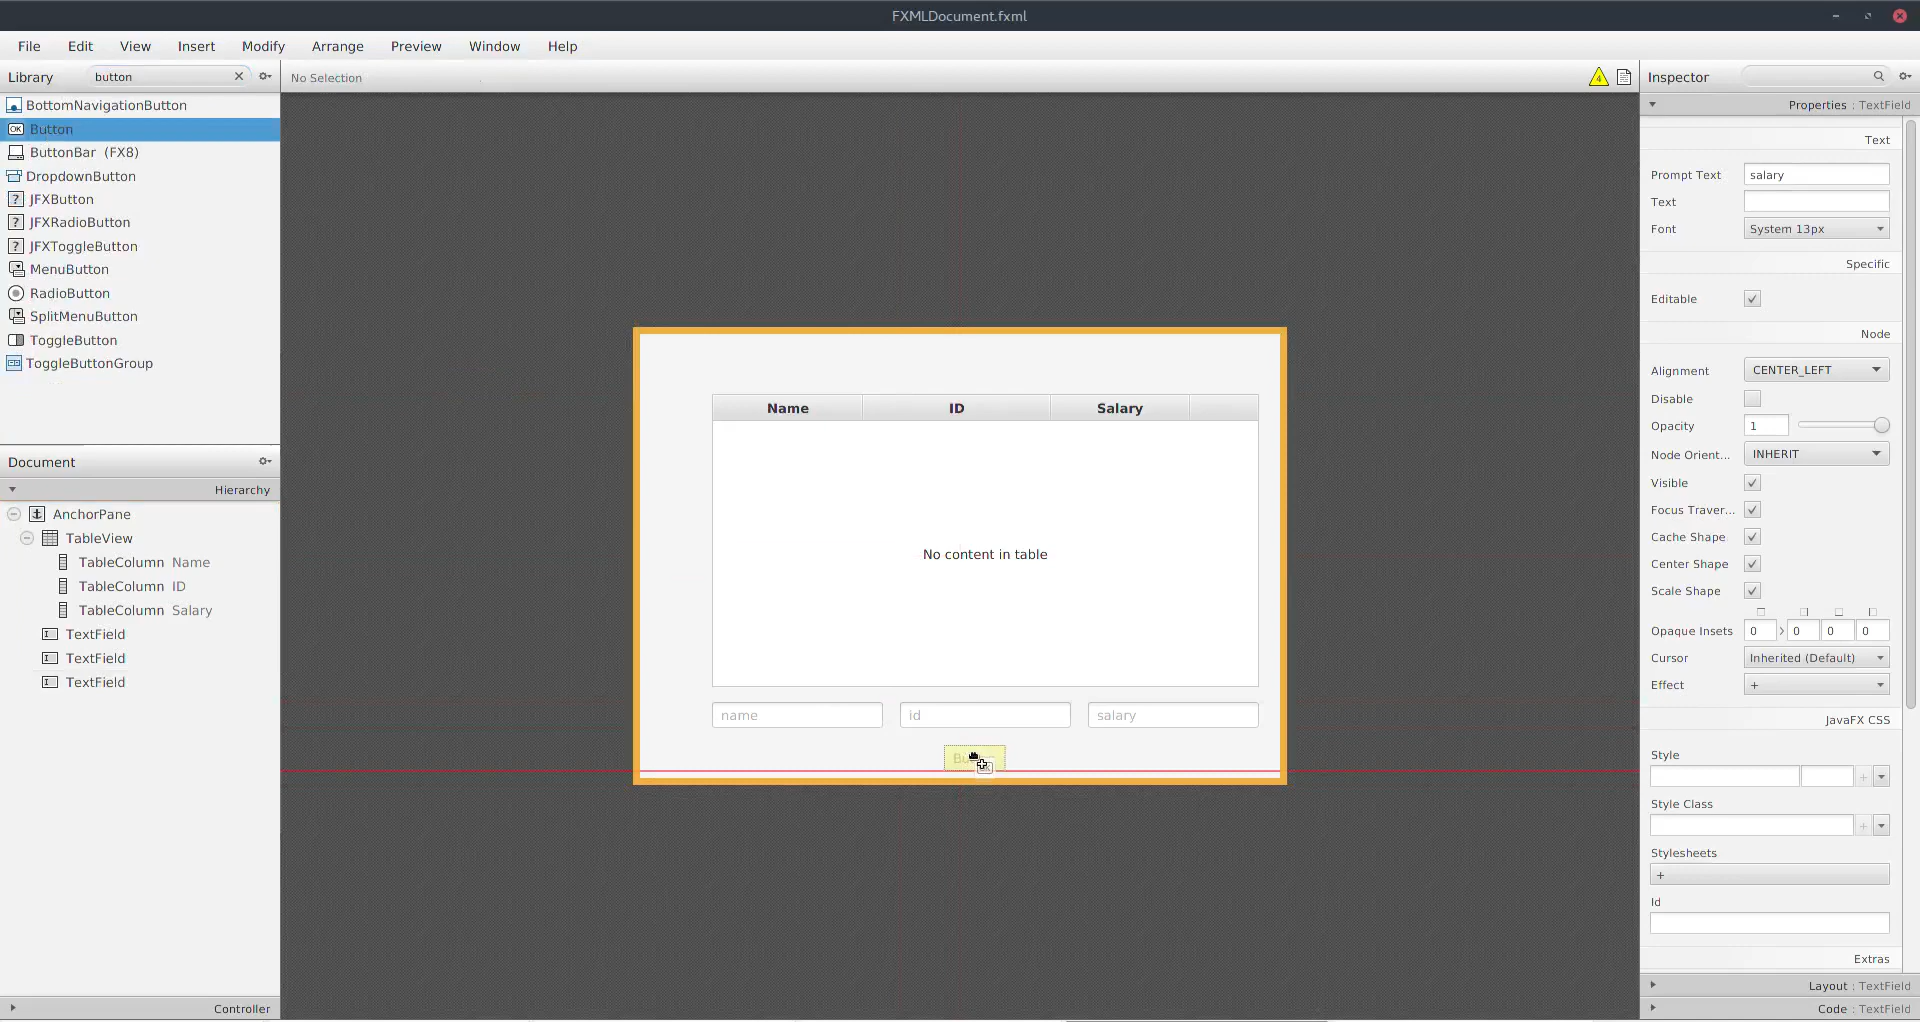 FXMLDocument.fxml
File Edit View Insert Modify Arrange Preview Window Help
Library button
No Selection
4
Inspector
BottomNavigationButton
OK Button
ButtonBar (FX8)
DropdownButton
? JFXButton
? JFXRadioButton
? JFXToggleButton
MenuButton
RadioButton
SplitMenuButton
ToggleButton
ToggleButtonGroup
Document
Hierarchy
AnchorPane
TableView
TableColumn Name
TableColumn ID
TableColumn Salary
TextField
TextField
TextField
Controller
Name ID Salary
No content in table
name id salary
Properties : TextField
Text
Prompt Text salary
Text
Font System 13px
Specific
Editable
Node
Alignment CENTER_LEFT
Disable
Opacity 1
Node Orient... INHERIT
Visible
Focus Traver...
Cache Shape
Center Shape
Scale Shape
Opaque Insets 0 0 0 0
Cursor Inherited (Default)
Effect +
JavaFX CSS
Style
+
Style Class
+
Stylesheets
+
Id
Extras
Layout : TextField
Code : TextField